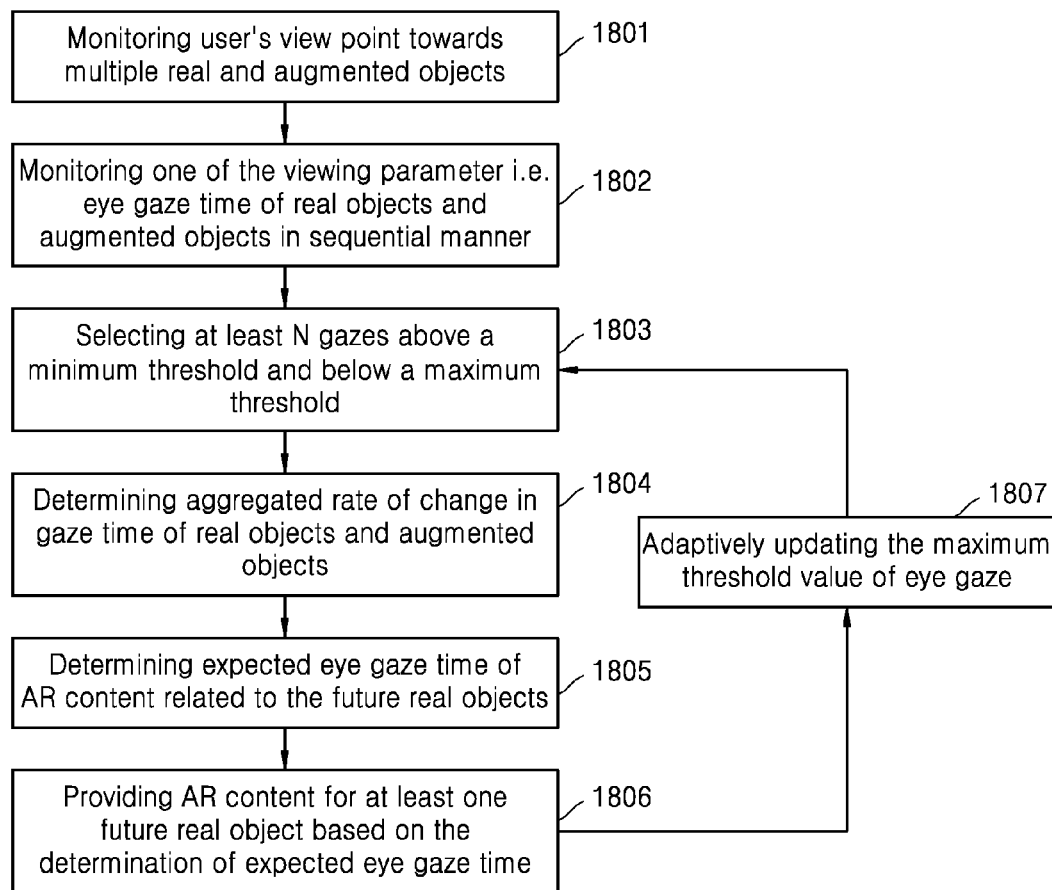 Monitoring user's view point towards
multiple real and augmented objects
1801
Monitoring one of the viewing parameter i.e.
eye gaze time of real objects and
augmented objects in sequential manner
1802
Selecting at least N gazes above a
minimum threshold and below a maximum
threshold
1803
Determining aggregated rate of change in
gaze time of real objects and augmented
objects
1804
Determining expected eye gaze time of
AR content related to the future real objects
1805
Providing AR content for at least one
future real object based on the
determination of expected eye gaze time
1806
1807
Adaptively updating the maximum
threshold value of eye gaze